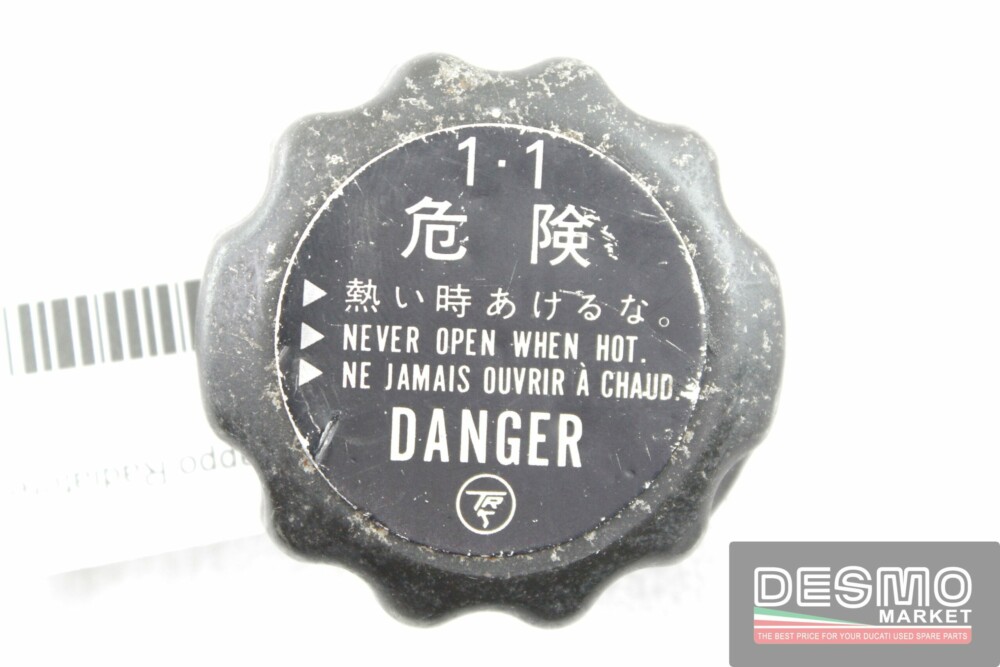 1·1
危険
熱い時あけるな。
NEVER OPEN WHEN HOT.
NE JAMAIS OUVRIR À CHAUD.
DANGER
TR
DESMO
MARKET
THE BEST PRICE FOR YOUR DUCATI USED SPARE PARTS